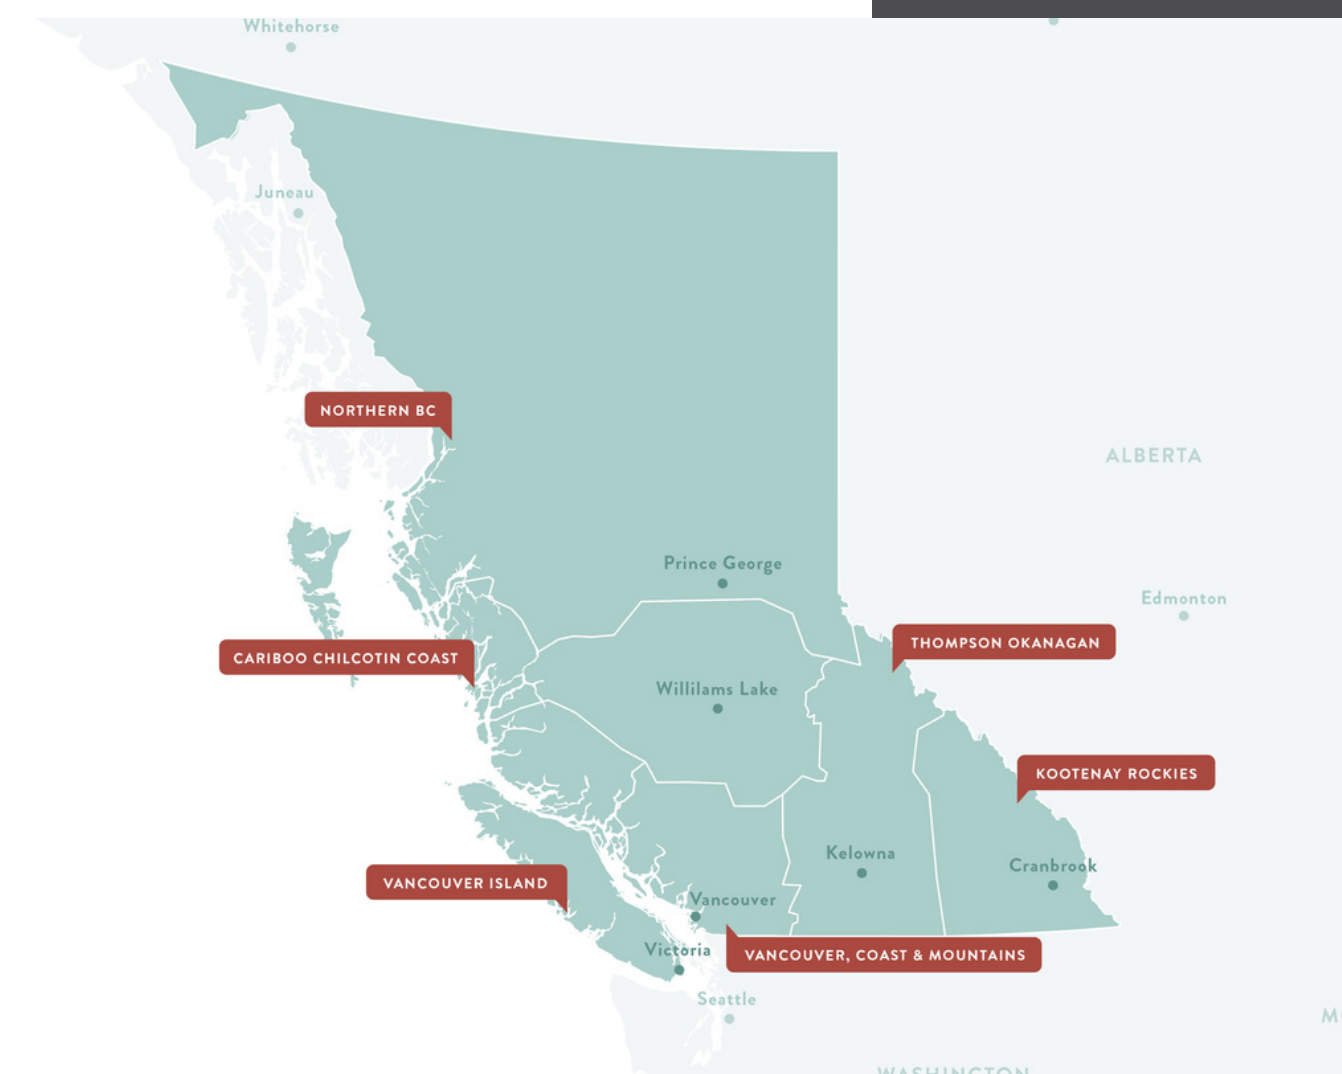 Whitehorse
Juneau
NORTHERN BC
ALBERTA
Prince George
Edmonton
THOMPSON OKANAGAN
CARIBOO CHILCOTIN COAST
Willilams Lake
KOOTENAY ROCKIES
Kelowna
Cranbrook
VANCOUVER ISLAND
Vancouver
Victoria
VANCOUVER, COAST & MOUNTAINS
Seattle
WASHINGTON